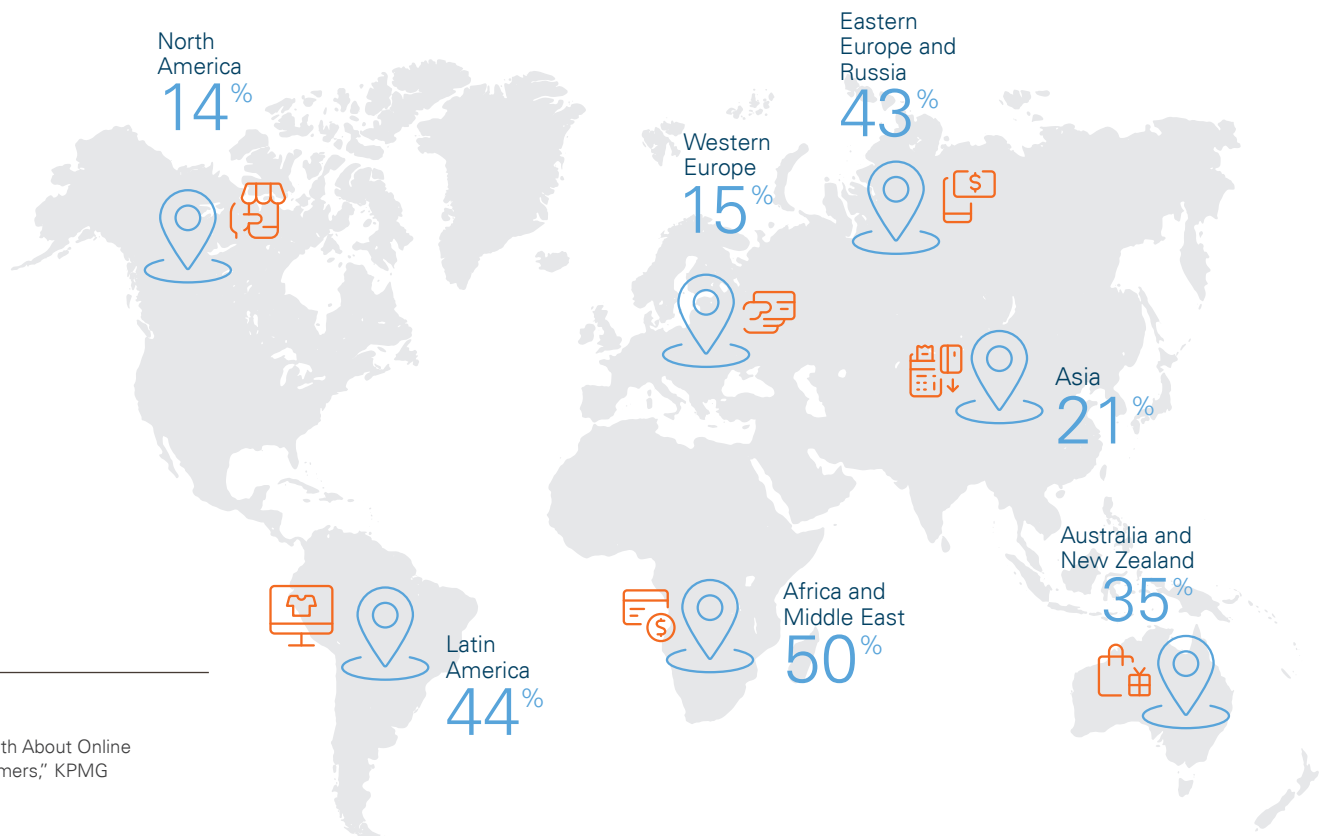 North
America
14%
Eastern
Europe and
Russia
43%
Western
Europe
15%
Asia
21%
Australia and
New Zealand
35%
Africa and
Middle East
50%
Latin
America
44%
$
$
th About Online
mers,” KPMG